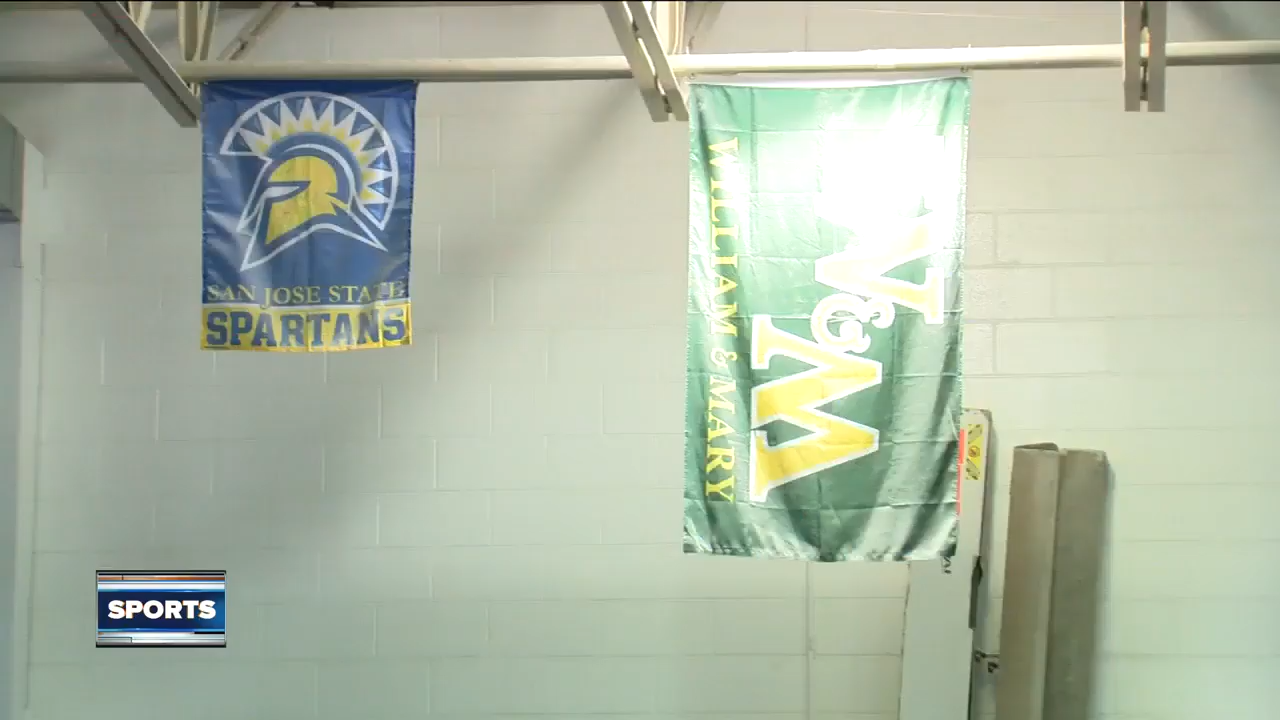 SAN JOSE STATE
SPARTANS
WILLIAM & MARY
W&M
SPORTS